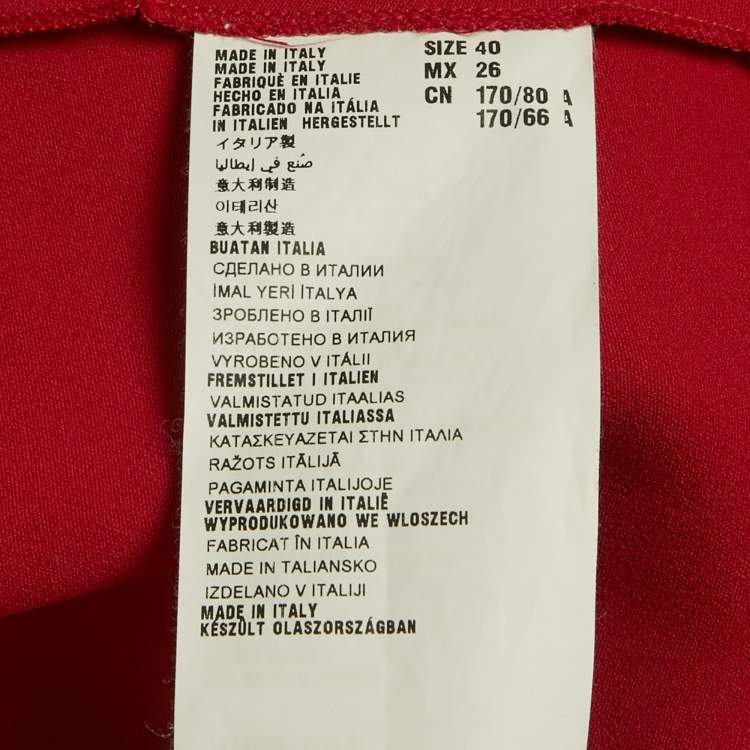 MADE IN ITALY
MADE IN ITALY
FABRIQUÉ EN ITALIE
HECHO EN ITALIA
FABRICADO NA ITÁLIA
IN ITALIEN HERGESTELLT
イタリア製
صُنع في إيطاليا
意大利制造
이테리산
意大利製造
BUATAN ITALIA
СДЕЛАНО В ИТАЛИИ
İMAL YERİ İTALYA
ЗРОБЛЕНО В ІТАЛІЇ
ИЗРАБОТЕНО В ИТАЛИЯ
VYROBENO V ITÁLII
FREMSTILLET I ITALIEN
VALMISTATUD ITAALIAS
VALMISTETTU ITALIASSA
ΚΑΤΑΣΚΕΥΑΖΕΤΑΙ ΣΤΗΝ ΙΤΑΛΙΑ
RAŽOTS ITĀLIJĀ
PAGAMINTA ITALIJOJE
VERVAARDIGD IN ITALIË
WYPRODUKOWANO WE WLOSZECH
FABRICAT ÎN ITALIA
MADE IN TALIANSKO
IZDELANO V ITALIJI
MADE IN ITALY
KÉSZÜLT OLASZORSZÁGBAN
SIZE 40
MX 26
CN 170/80 A
170/66 A